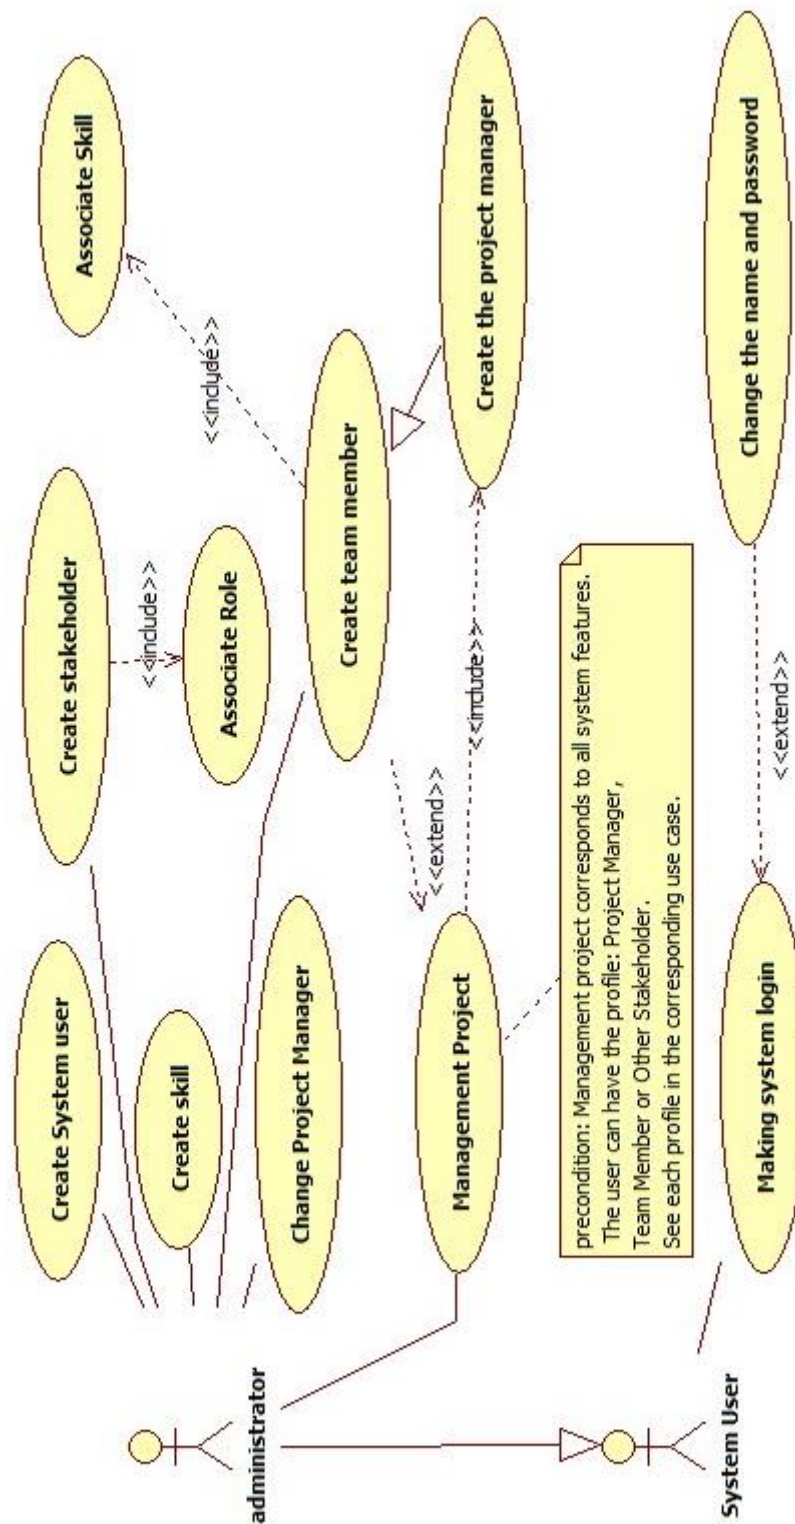 Create System user
Create stakeholder
Associate Skill
<<include>>
<<include>>
Create skill
Associate Role
Change Project Manager
Create team member
<<extend>>
Management Project
<<include>>
Create the project manager
administrator
precondition: Management project corresponds to all system features.
The user can have the profile: Project Manager,
Team Member or Other Stakeholder.
See each profile in the corresponding use case.
Making system login
<<extend>>
Change the name and password
System User